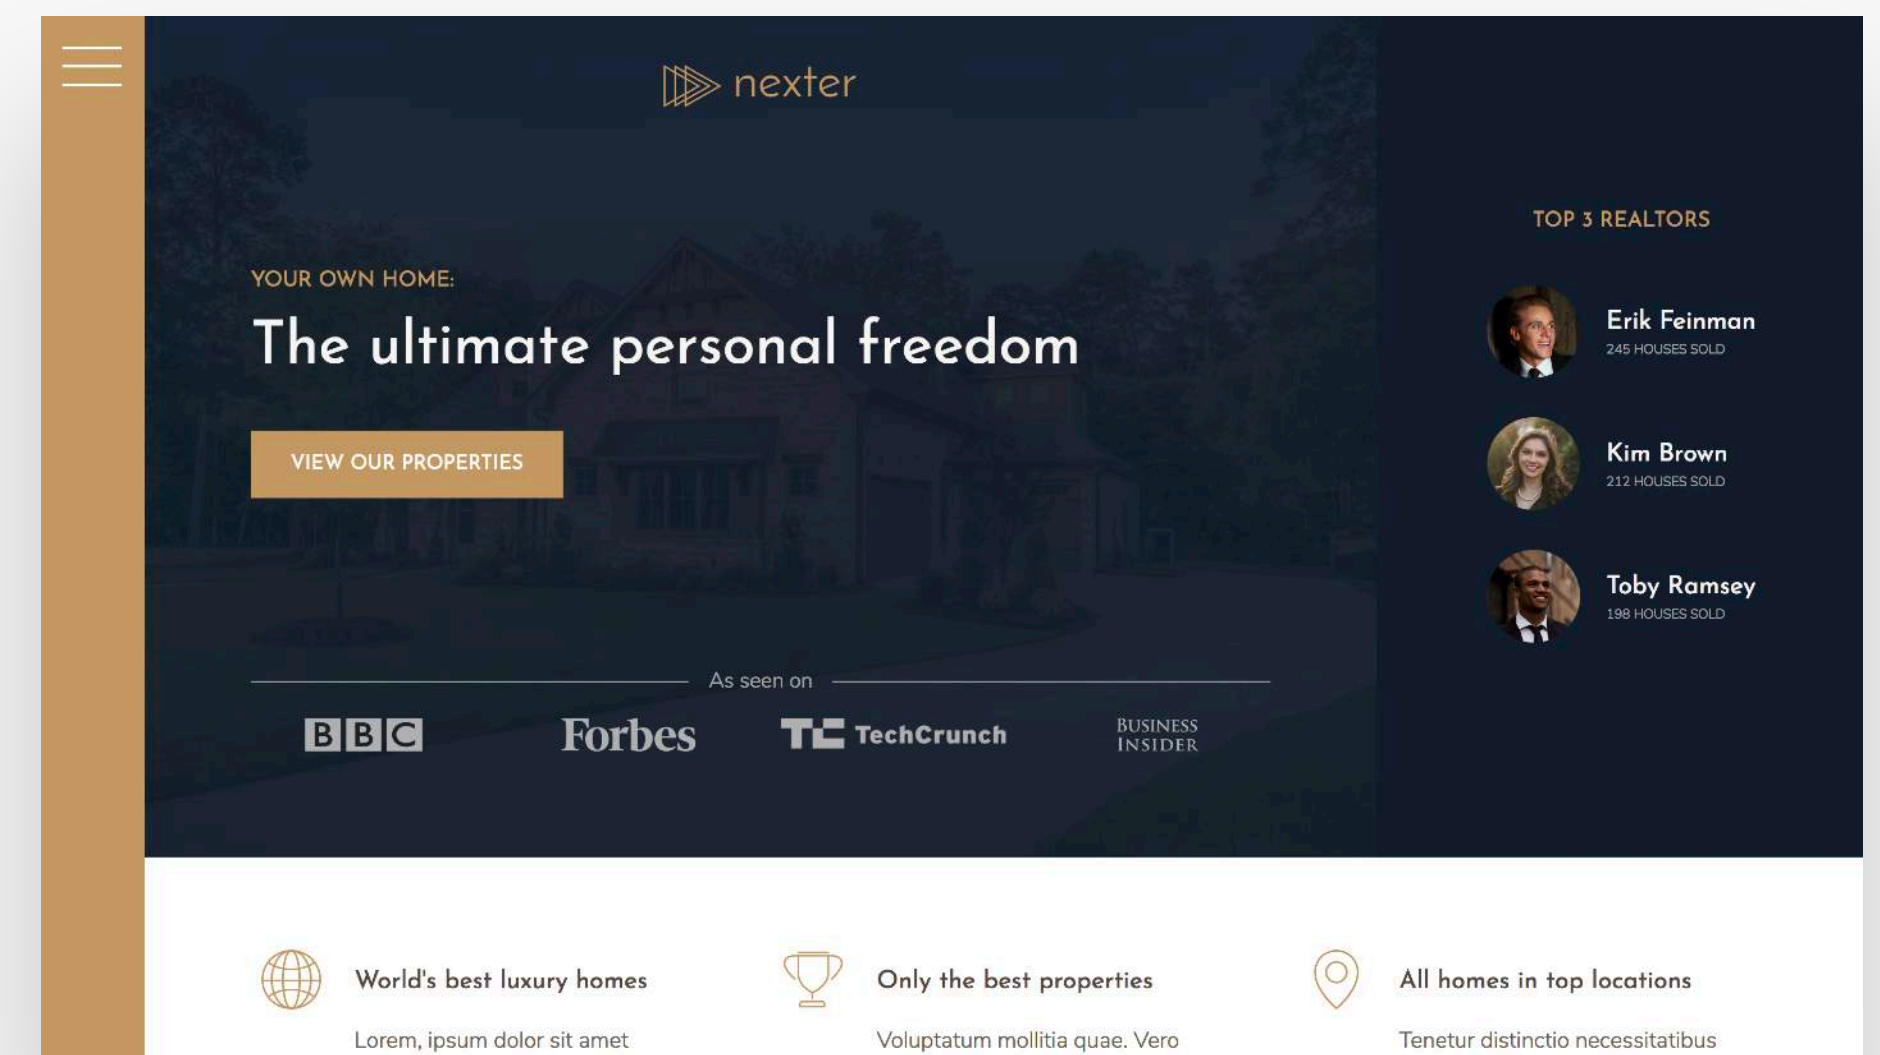 nexter
YOUR OWN HOME:
The ultimate personal freedom
VIEW OUR PROPERTIES
As seen on
BBC
Forbes
TC TechCrunch
BUSINESS
INSIDER
TOP 3 REALTORS
Erik Feinman
245 HOUSES SOLD
Kim Brown
212 HOUSES SOLD
Toby Ramsey
198 HOUSES SOLD
World's best luxury homes
Lorem, ipsum dolor sit amet
Only the best properties
Voluptatum mollitia quae. Vero
All homes in top locations
Tenetur distinctio necessitatibus